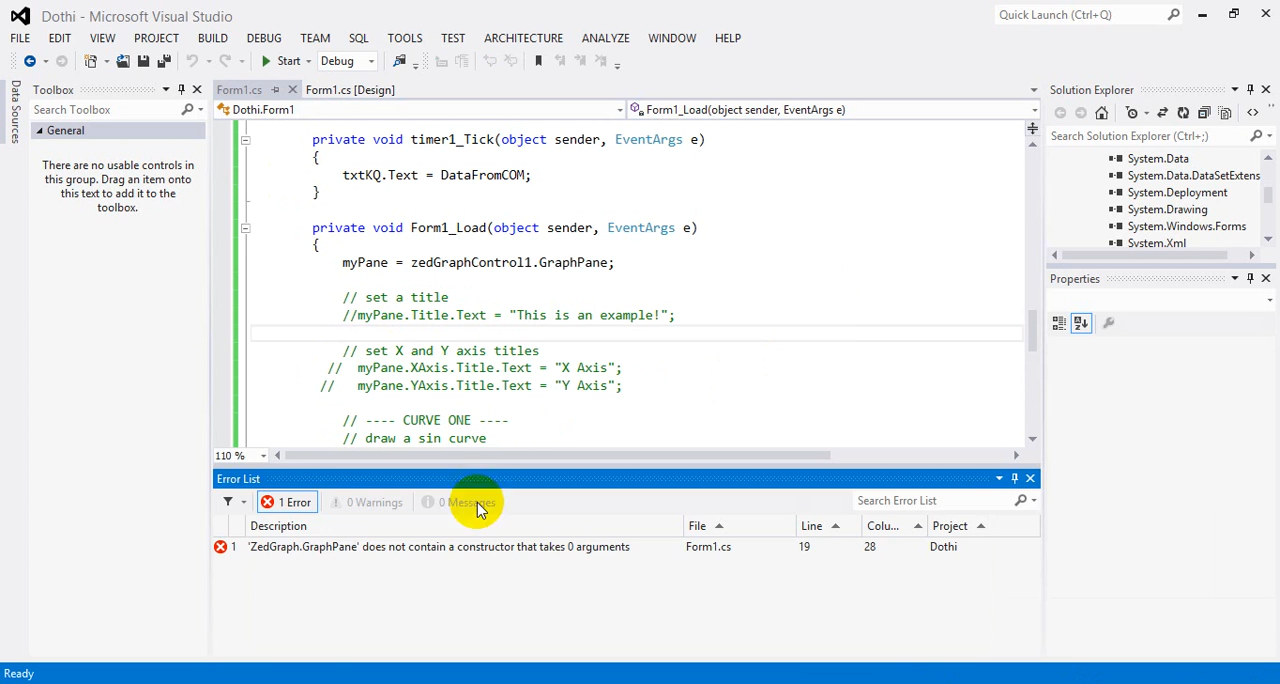 Dothi - Microsoft Visual Studio
Quick Launch (Ctrl+Q)
FILE EDIT VIEW PROJECT BUILD DEBUG TEAM SQL TOOLS TEST ARCHITECTURE ANALYZE WINDOW HELP
Start Debug
Data Sources
Toolbox
Search Toolbox
General
There are no usable controls in
this group. Drag an item onto
this text to add it to the
toolbox.
Form1.cs Form1.cs [Design]
Dothi.Form1 Form1_Load(object sender, EventArgs e)
private void timer1_Tick(object sender, EventArgs e)
{
txtKQ.Text = DataFromCOM;
}
private void Form1_Load(object sender, EventArgs e)
{
myPane = zedGraphControl1.GraphPane;
// set a title
//myPane.Title.Text = "This is an example!";
// set X and Y axis titles
// myPane.XAxis.Title.Text = "X Axis";
// myPane.YAxis.Title.Text = "Y Axis";
// ---- CURVE ONE ----
// draw a sin curve
110 %
Error List
1 Error 0 Warnings 0 Messages
Search Error List
Description File Line Colu... Project
1 'ZedGraph.GraphPane' does not contain a constructor that takes 0 arguments Form1.cs 19 28 Dothi
Solution Explorer
Search Solution Explorer (Ctrl+;)
System.Data
System.Data.DataSetExtens
System.Deployment
System.Drawing
System.Windows.Forms
System.Xml
Properties
Ready